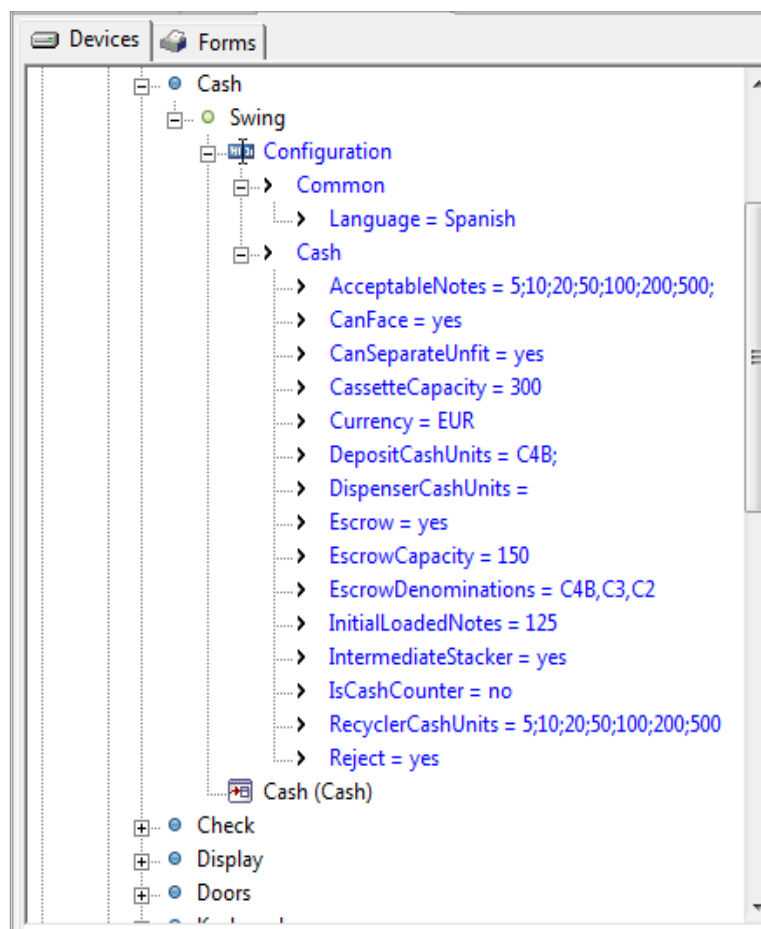 Devices
Forms
Cash
Swing
Configuration
Common
Language = Spanish
Cash
AcceptableNotes = 5;10;20;50;100;200;500;
CanFace = yes
CanSeparateUnfit = yes
CassetteCapacity = 300
Currency = EUR
DepositCashUnits = C4B;
DispenserCashUnits =
Escrow = yes
EscrowCapacity = 150
EscrowDenominations = C4B,C3,C2
InitialLoadedNotes = 125
IntermediateStacker = yes
IsCashCounter = no
RecyclerCashUnits = 5;10;20;50;100;200;500
Reject = yes
Cash (Cash)
Check
Display
Doors